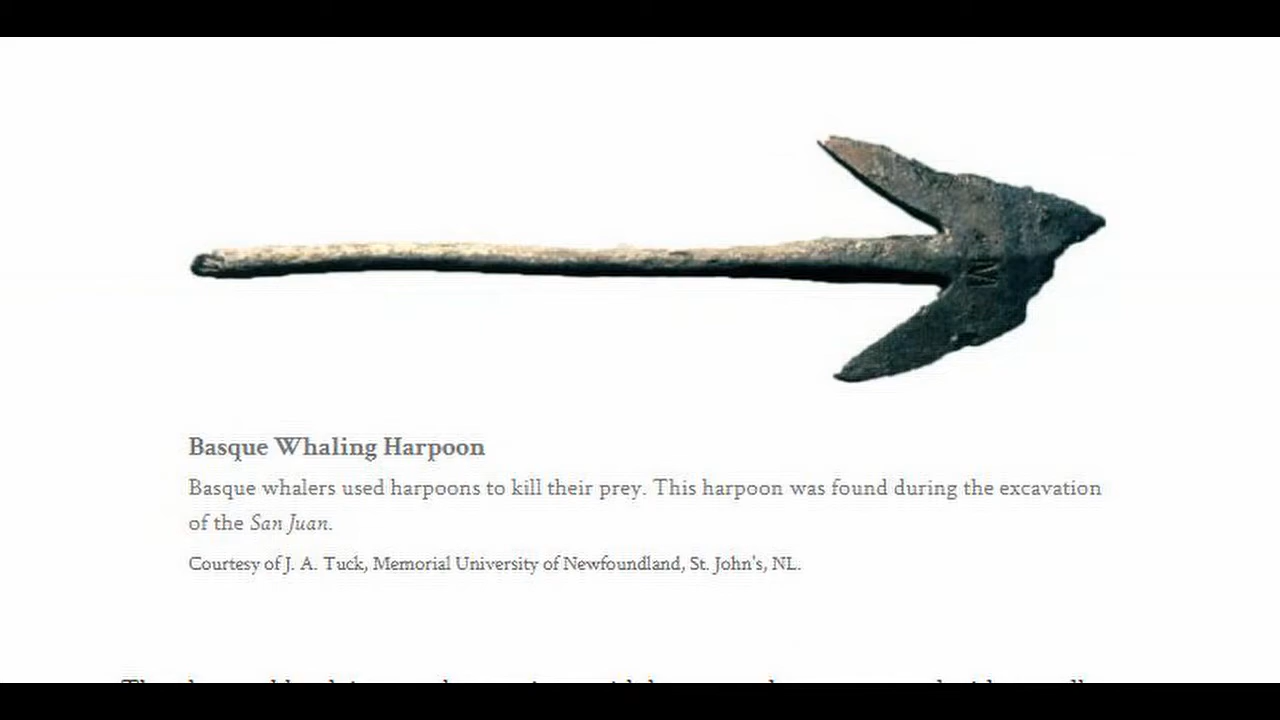 M
Basque Whaling Harpoon
Basque whalers used harpoons to kill their prey. This harpoon was found during the excavation
of the San Juan.
Courtesy of J. A. Tuck, Memorial University of Newfoundland, St. John's, NL.